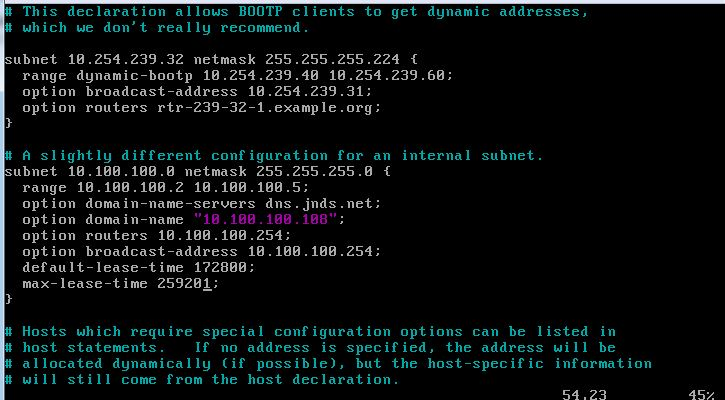 # This declaration allows BOOTP clients to get dynamic addresses,
# which we don't really recommend.
subnet 10.254.239.32 netmask 255.255.255.224 {
range dynamic-bootp 10.254.239.40 10.254.239.60;
option broadcast-address 10.254.239.31;
option routers rtr-239-32-1.example.org;
}
# A slightly different configuration for an internal subnet.
subnet 10.100.100.0 netmask 255.255.255.0 {
range 10.100.100.2 10.100.100.5;
option domain-name-servers dns.jnds.net;
option domain-name "10.100.100.108";
option routers 10.100.100.254;
option broadcast-address 10.100.100.254;
default-lease-time 172800;
max-lease-time 259201;
}
# Hosts which require special configuration options can be listed in
# host statements.   If no address is specified, the address will be
# allocated dynamically (if possible), but the host-specific information
# will still come from the host declaration.
54,23 45%